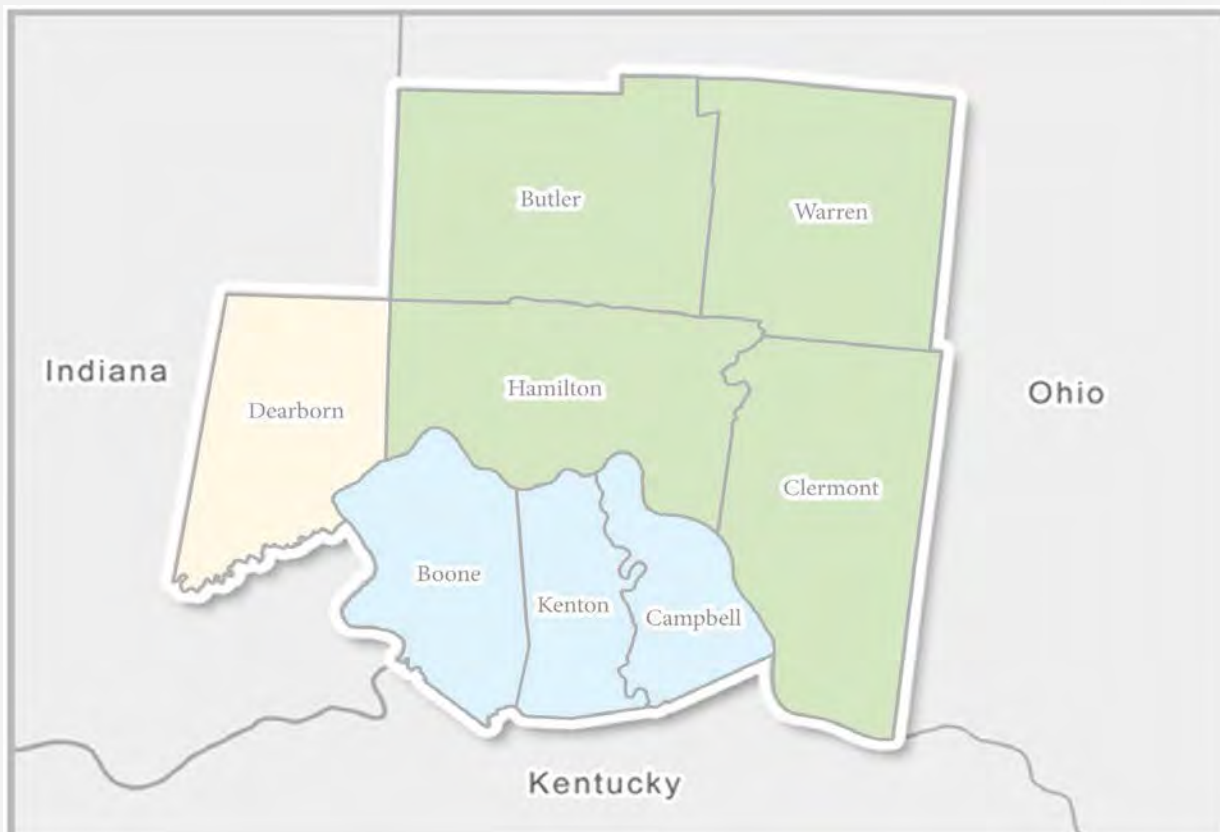 Butler
Warren
Indiana
Hamilton
Ohio
Dearborn
Clermont
Boone
Kenton
Campbell
Kentucky